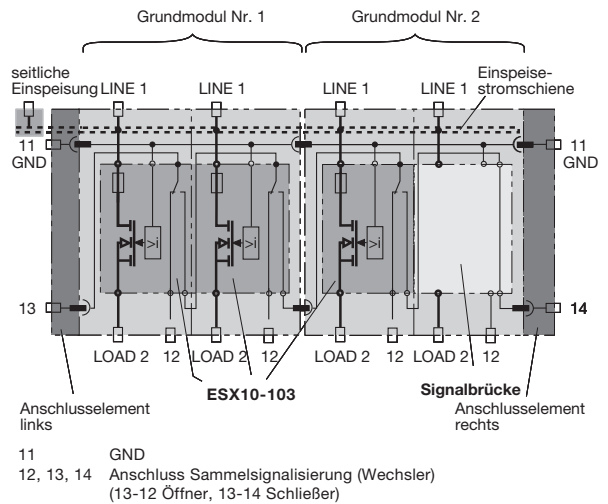 Grundmodul Nr. 1
Grundmodul Nr. 2
seitliche
Einspeisung
LINE 1
LINE 1
LINE 1
LINE 1
Einspeise-
stromschiene
11
GND
11
GND
>i
>i
>i
13
14
LOAD 2
12
LOAD 2
12
LOAD 2
12
LOAD 2
12
ESX10-103
Signalbrücke
Anschlusselement
links
Anschlusselement
rechts
11 GND
12, 13, 14 Anschluss Sammelsignalisierung (Wechsler)
(13-12 Öffner, 13-14 Schließer)